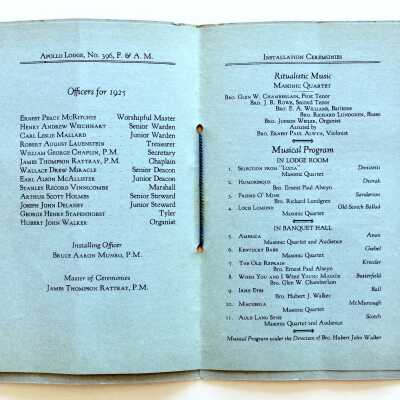 Apollo Lodge, No. 396, F. & A. M.
Officers for 1925
Ernest Percy McRitchie Worshipful Master
Henry Andrew Weichhart Senior Warden
Carl Leslie Mallard Junior Warden
Robert August Lauenstein Treasurer
William George Chaplin, P.M. Secretary
James Thompson Rattray, P.M. Chaplain
Wallace Drew Miracle Senior Deacon
Earl Alson McAllister Junior Deacon
Stanley Record Vinnicombe Marshall
Arthur Scott Holmes Senior Steward
Joseph John Delaney Junior Steward
George Henry Stapenhorst Tyler
Hubert John Walker Organist
Installing Officer
Bruce Aaron Munro, P.M.
Master of Ceremonies
James Thompson Rattray, P.M.
Installation Ceremonies
Ritualistic Music
Masonic Quartet
Bro. Glen W. Chamberlain, First Tenor
Bro. J. B. Rowe, Second Tenor
Bro. E. A. Williams, Baritone
Bro. Richard Lundgren, Basso
Bro. Jensen Weiler, Organist
Assisted by
Bro. Ernest Paul Alwyn, Violinist
Musical Program
IN LODGE ROOM
1. Selection from "Lucia" Donizetti
Masonic Quartet
2. Humoresque Dvorak
Bro. Ernest Paul Alwyn
3. Friend O' Mine Sanderson
Bro. Richard Lundgren
4. Loch Lomond Old Scotch Ballad
Masonic Quartet
IN BANQUET HALL
5. America Anon
Masonic Quartet and Audience
6. Kentucky Babe Giebel
Masonic Quartet
7. The Old Refrain Kreisler
Bro. Ernest Paul Alwyn
8. When You and I Were Young Maggie Butterfield
Bro. Glen W. Chamberlain
9. Irish Eyes Ball
Bro. Hubert J. Walker
10. Macushla McMurrough
Masonic Quartet
11. Auld Lang Syne Scotch
Masonic Quartet and Audience
Musical Program under the Direction of Bro. Hubert John Walker